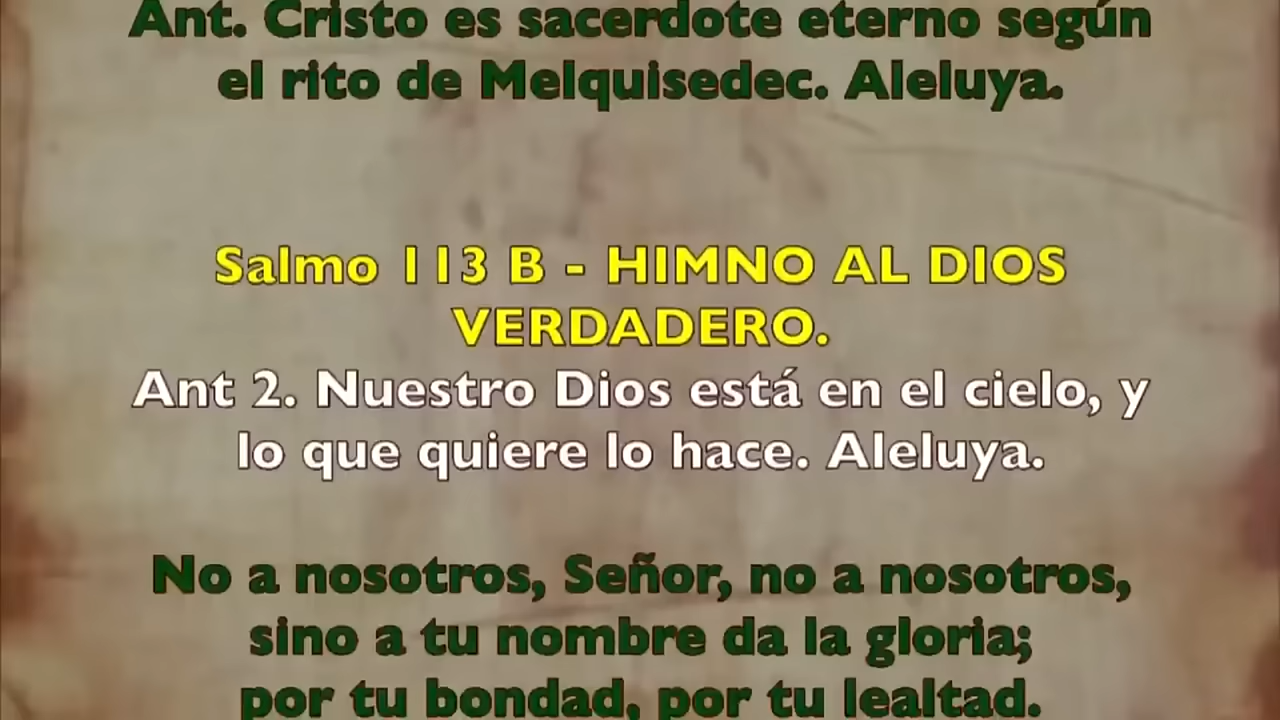 Ant. Cristo es sacerdote eterno según
el rito de Melquisedec. Aleluya.
Salmo 113 B - HIMNO AL DIOS
VERDADERO.
Ant 2. Nuestro Dios está en el cielo, y
lo que quiere lo hace. Aleluya.
No a nosotros, Señor, no a nosotros,
sino a tu nombre da la gloria;
por tu bondad, por tu lealtad.